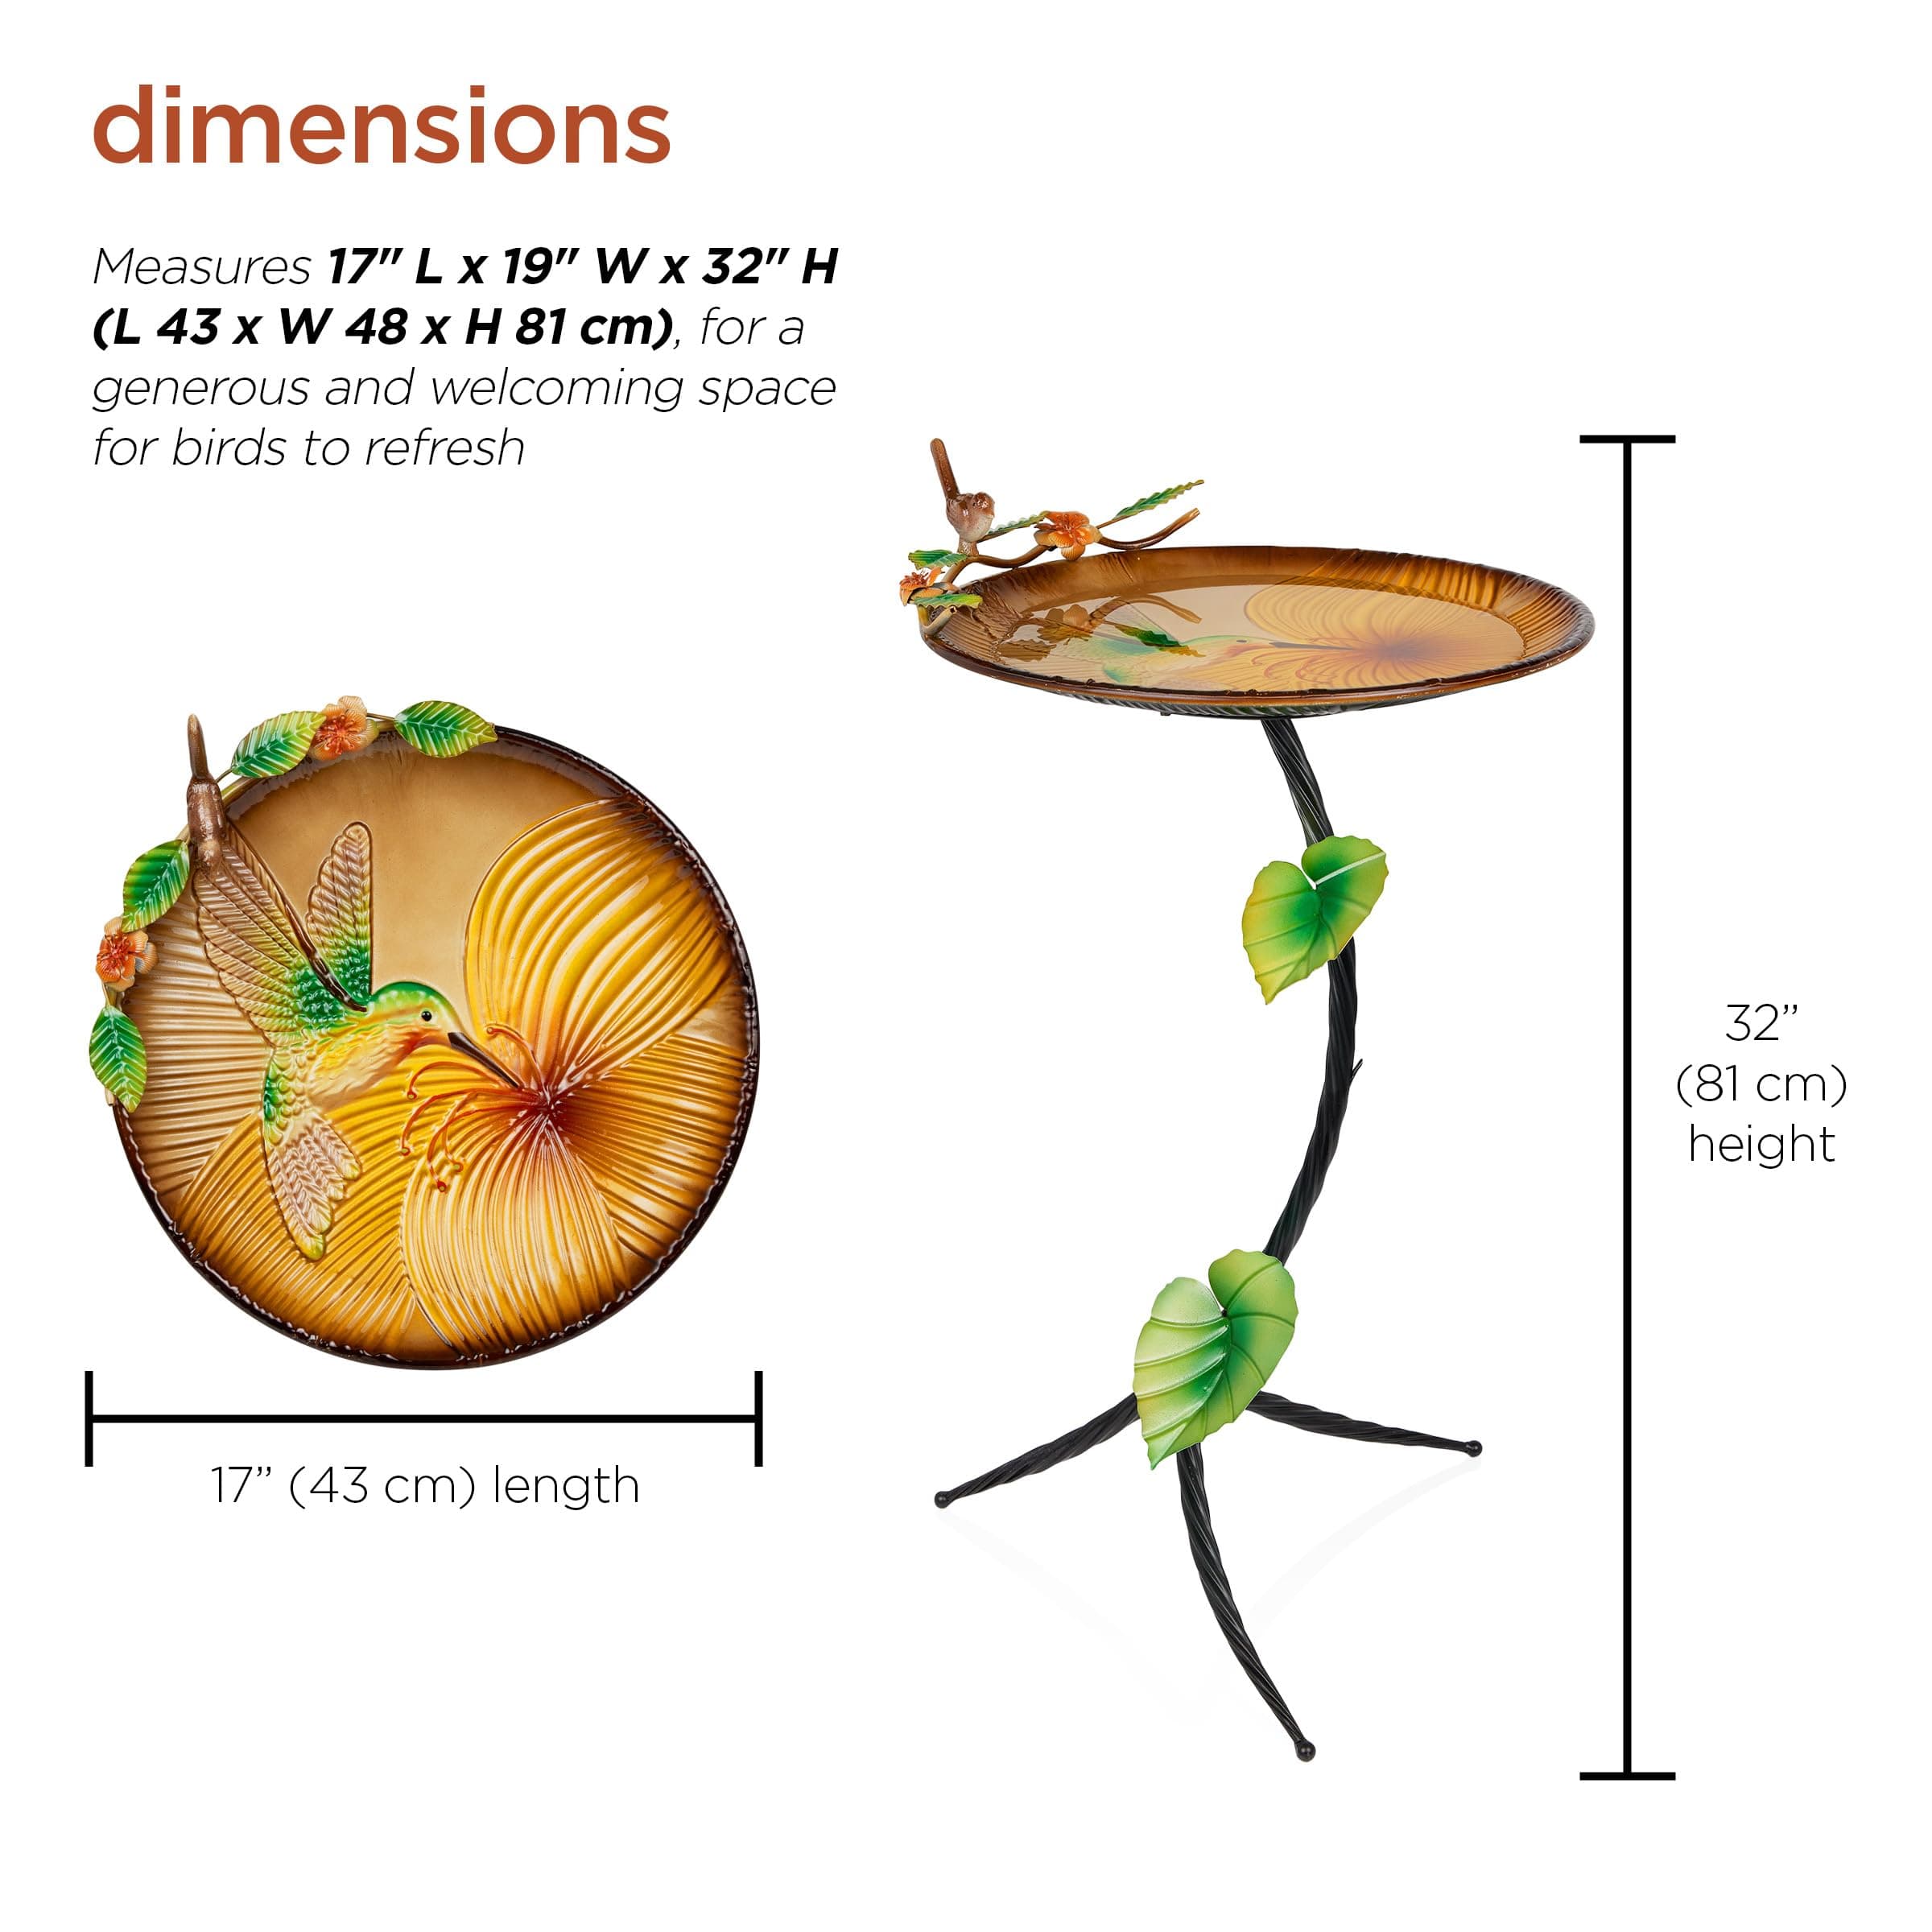 dimensions
Measures 17" L x 19" W x 32" H
(L 43 x W 48 x H 81 cm), for a
generous and welcoming space
for birds to refresh
17” (43 cm) length
32”
(81 cm)
height